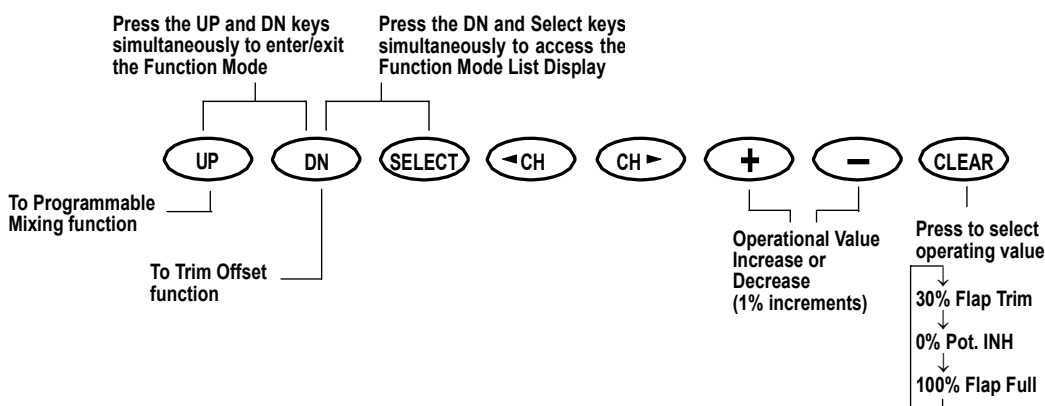 Press the UP and DN keys
simultaneously to enter/exit
the Function Mode
Press the DN and Select keys
simultaneously to access the
Function Mode List Display
UP
DN
SELECT
◄CH
CH►
+
−
CLEAR
To Programmable
Mixing function
To Trim Offset
function
Operational Value
Increase or
Decrease
(1% increments)
Press to select
operating value
30% Flap Trim
0% Pot. INH
100% Flap Full